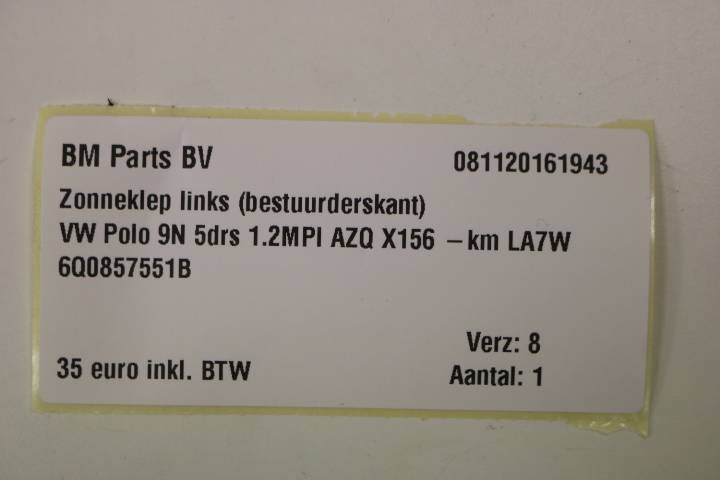 BM Parts BV 081120161943
Zonneklep links (bestuurderskant)
VW Polo 9N 5drs 1.2MPI AZQ X156 –km LA7W
6Q0857551B
Verz: 8
35 euro inkl. BTW Aantal: 1